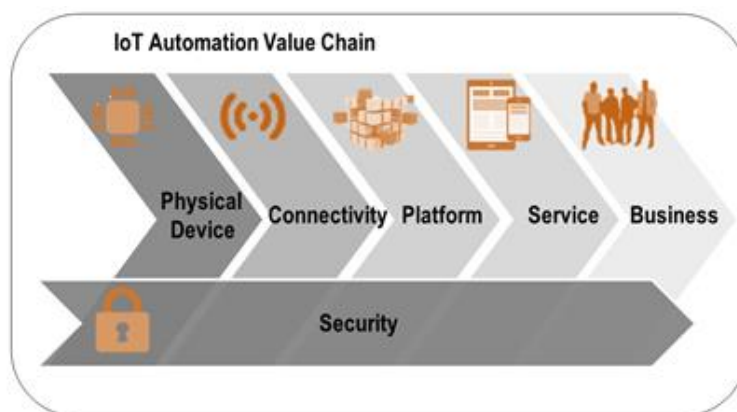 IoT Automation Value Chain
Physical
Device
Connectivity
Platform
Service
Business
Security